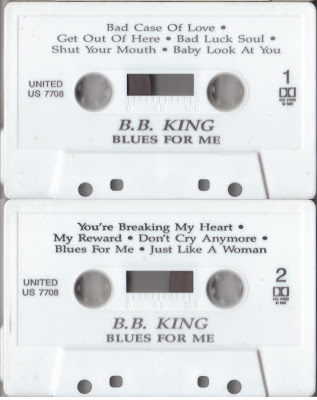 Bad Case Of Love •
Get Out Of Here • Bad Luck Soul •
Shut Your Mouth • Baby Look At You
UNITED
US 7708
1
B.B. KING
BLUES FOR ME
You're Breaking My Heart •
My Reward • Don't Cry Anymore •
Blues For Me • Just Like A Woman
UNITED
US 7708
2
B.B. KING
BLUES FOR ME